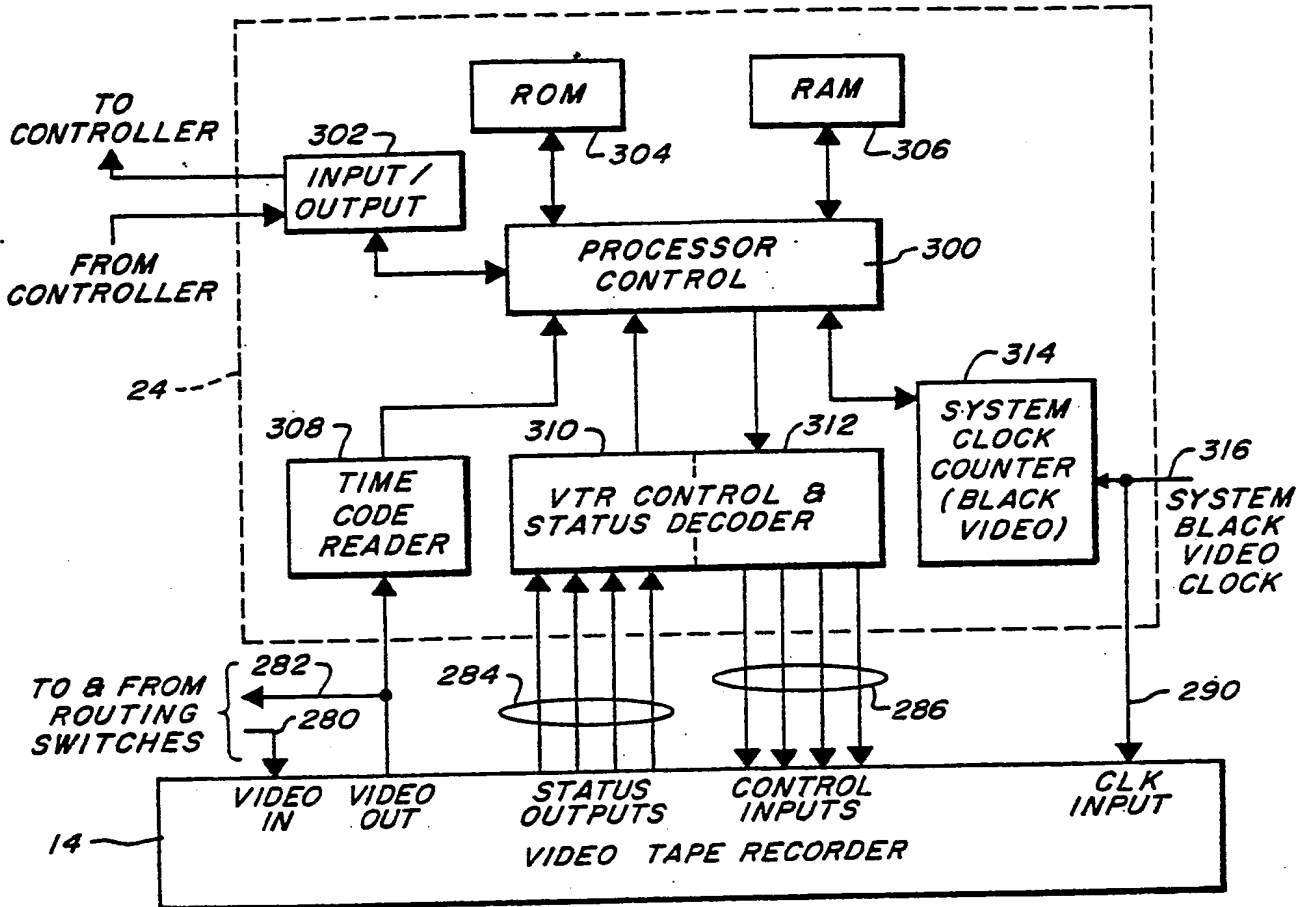 ROM
304
RAM
306
TO
CONTROLLER
302
INPUT/
OUTPUT
FROM
CONTROLLER
PROCESSOR
CONTROL
300
24
308
TIME
CODE
READER
310
312
VTR CONTROL &
STATUS DECODER
314
SYSTEM
CLOCK
COUNTER
(BLACK
VIDEO)
316
SYSTEM
BLACK
VIDEO
CLOCK
TO & FROM
ROUTING
SWITCHES
282
280
284
286
290
VIDEO
IN
VIDEO
OUT
STATUS
OUTPUTS
CONTROL
INPUTS
CLK
INPUT
14
VIDEO TAPE RECORDER